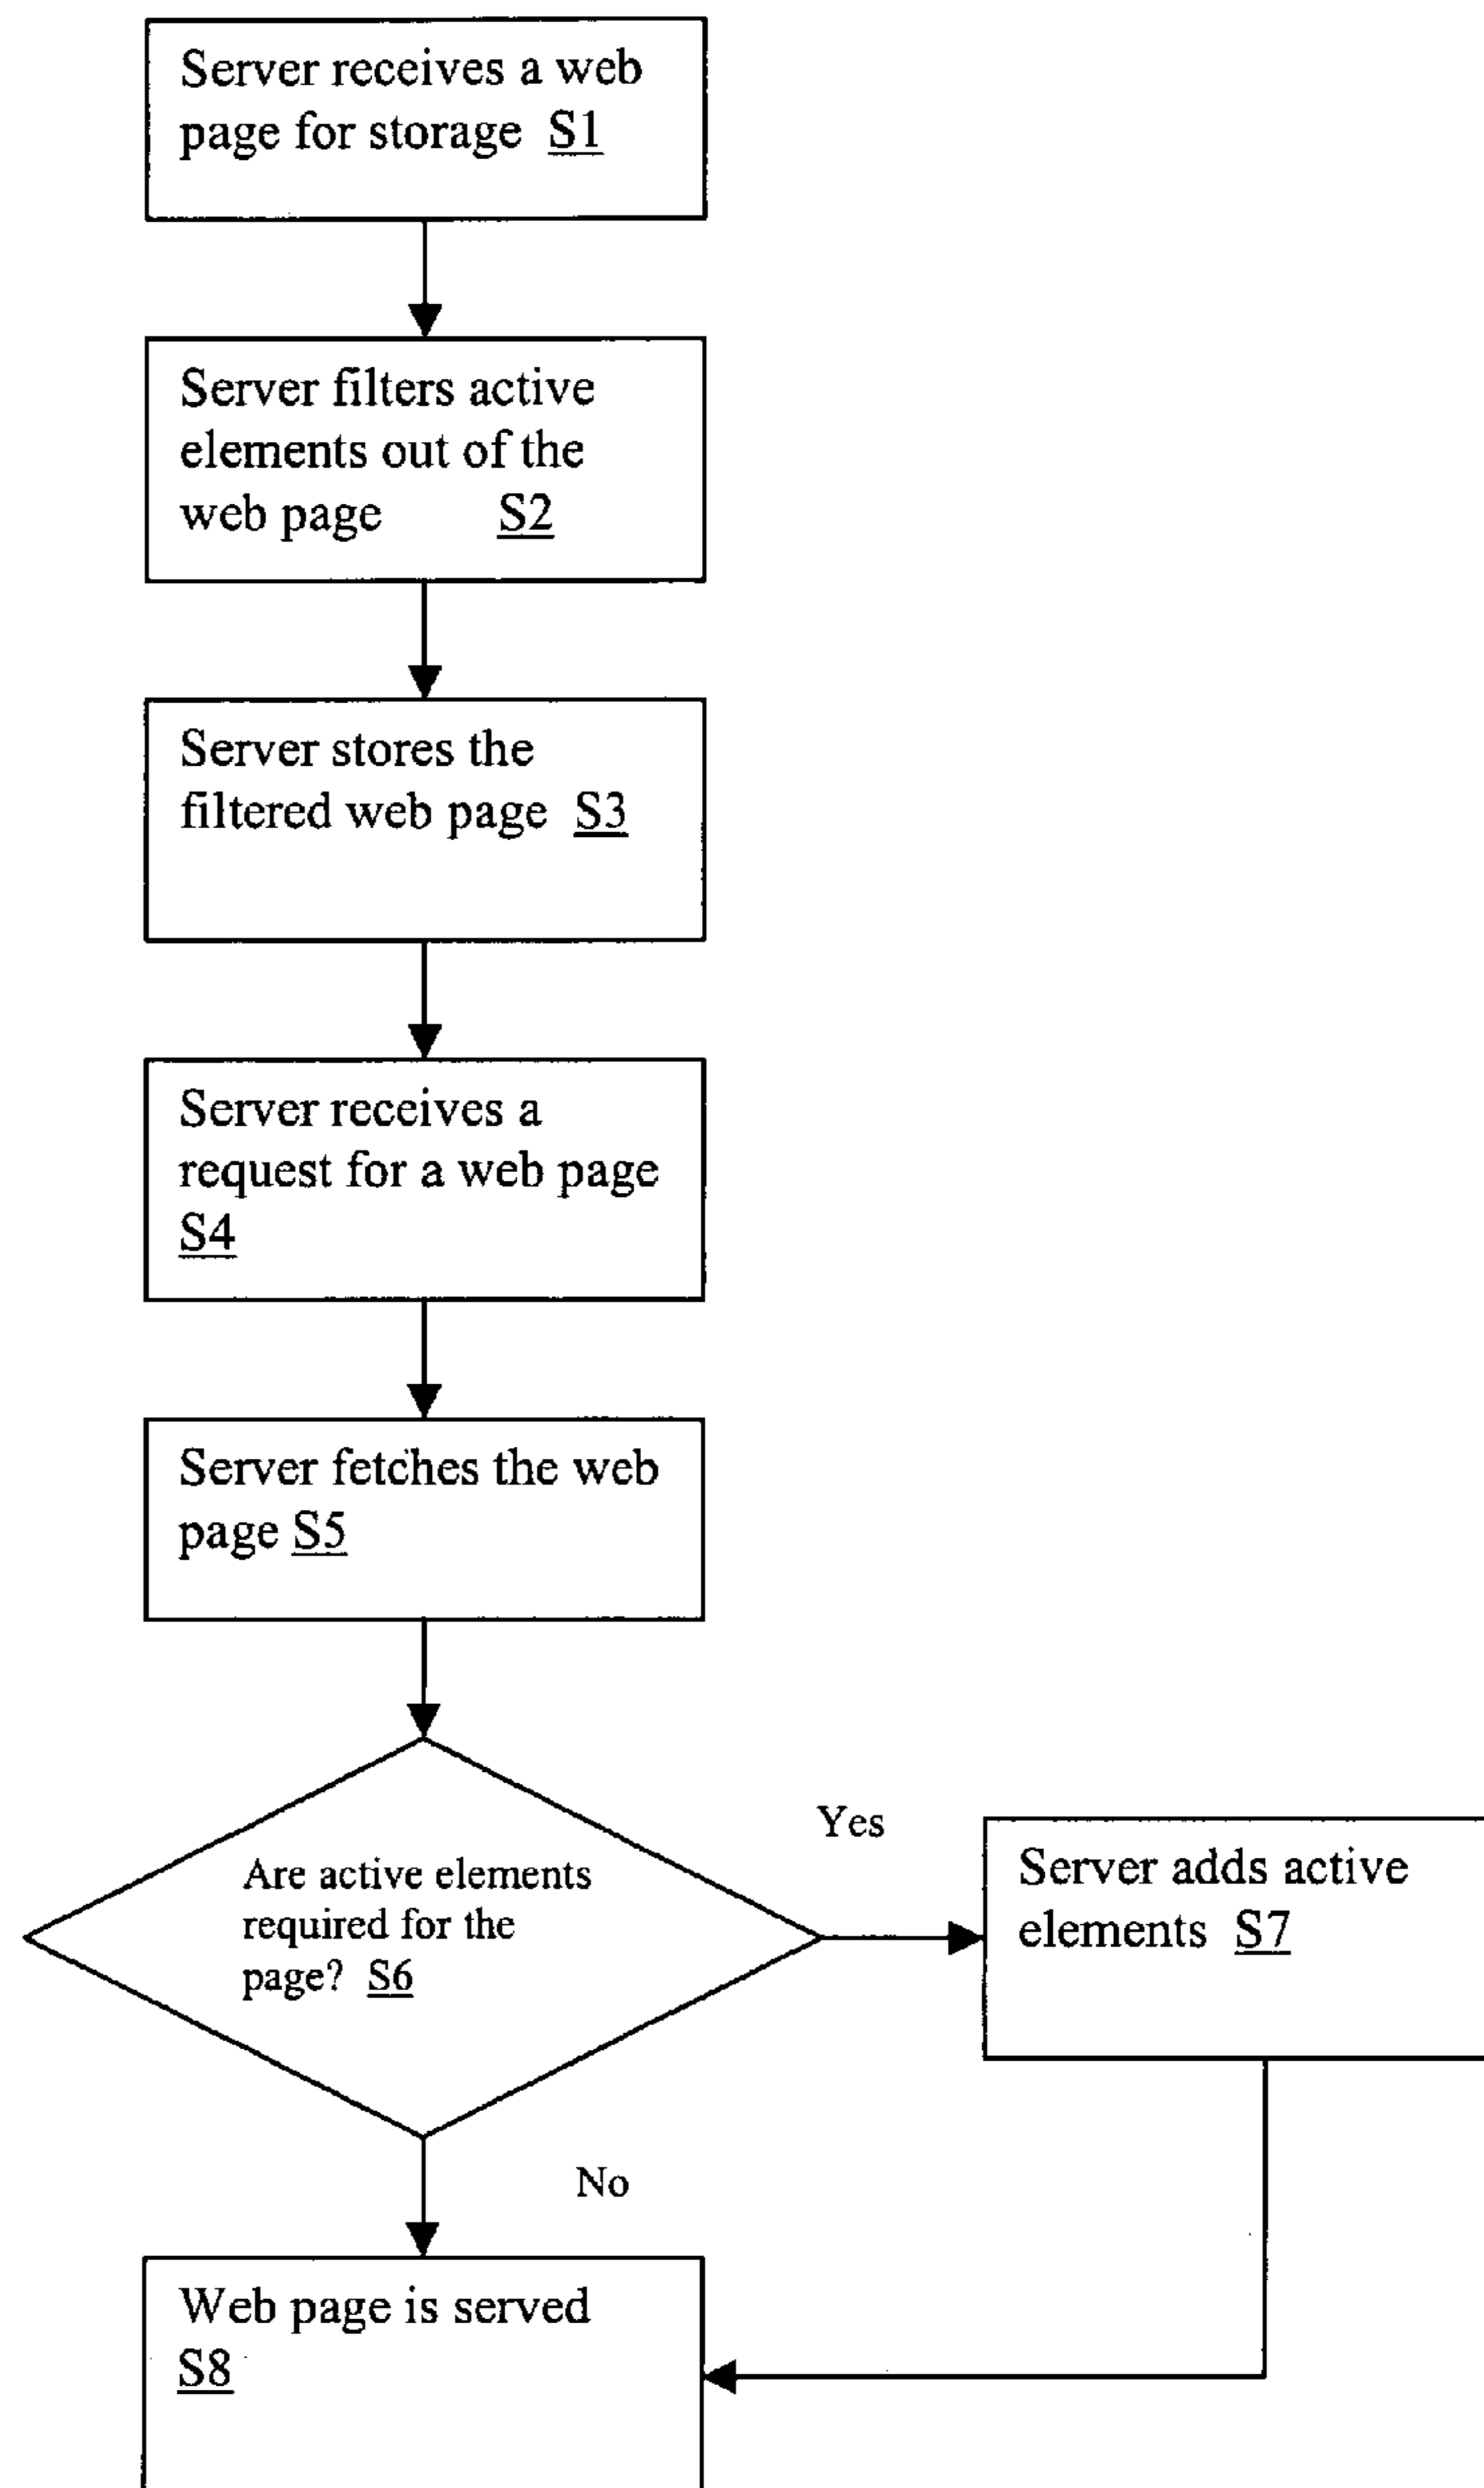 Server receives a web
page for storage S1
Server filters active
elements out of the
web page S2
Server stores the
filtered web page S3
Server receives a
request for a web page
S4
Server fetches the web
page S5
Are active elements
required for the
page? S6
Yes
Server adds active
elements S7
No
Web page is served
S8